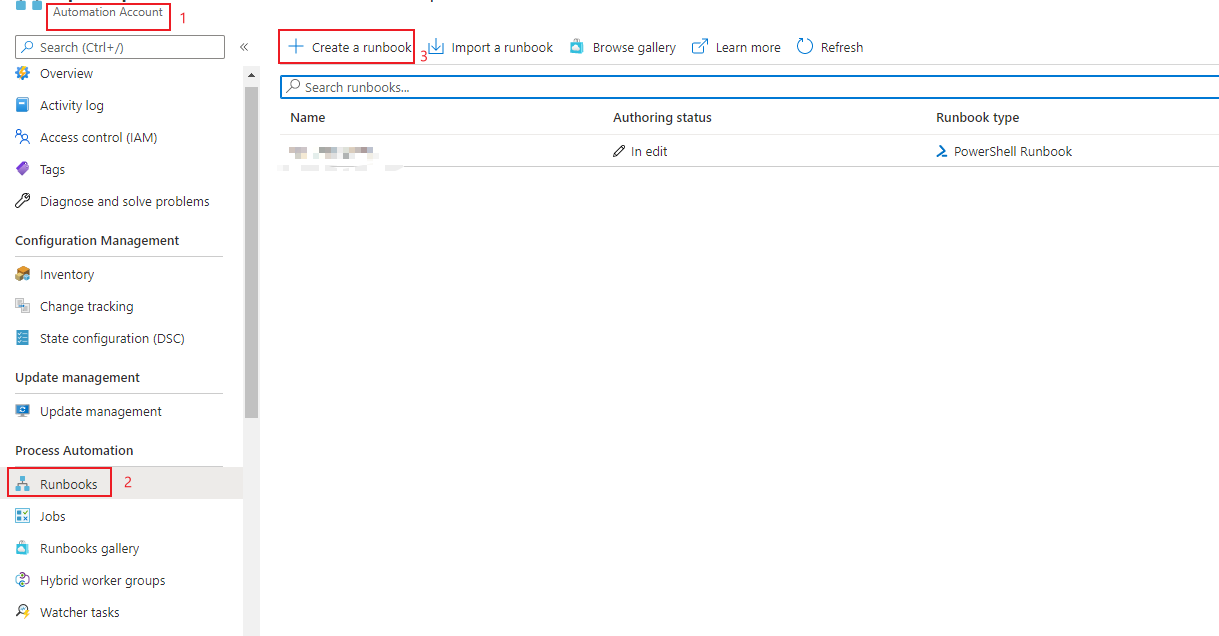 Automation Account 1
Search (Ctrl+/) «
Overview
Activity log
Access control (IAM)
Tags
Diagnose and solve problems
Configuration Management
Inventory
Change tracking
State configuration (DSC)
Update management
Update management
Process Automation
Runbooks 2
Jobs
Runbooks gallery
Hybrid worker groups
Watcher tasks
Create a runbook 3 Import a runbook Browse gallery Learn more Refresh
Search runbooks...
Name Authoring status Runbook type
In edit PowerShell Runbook